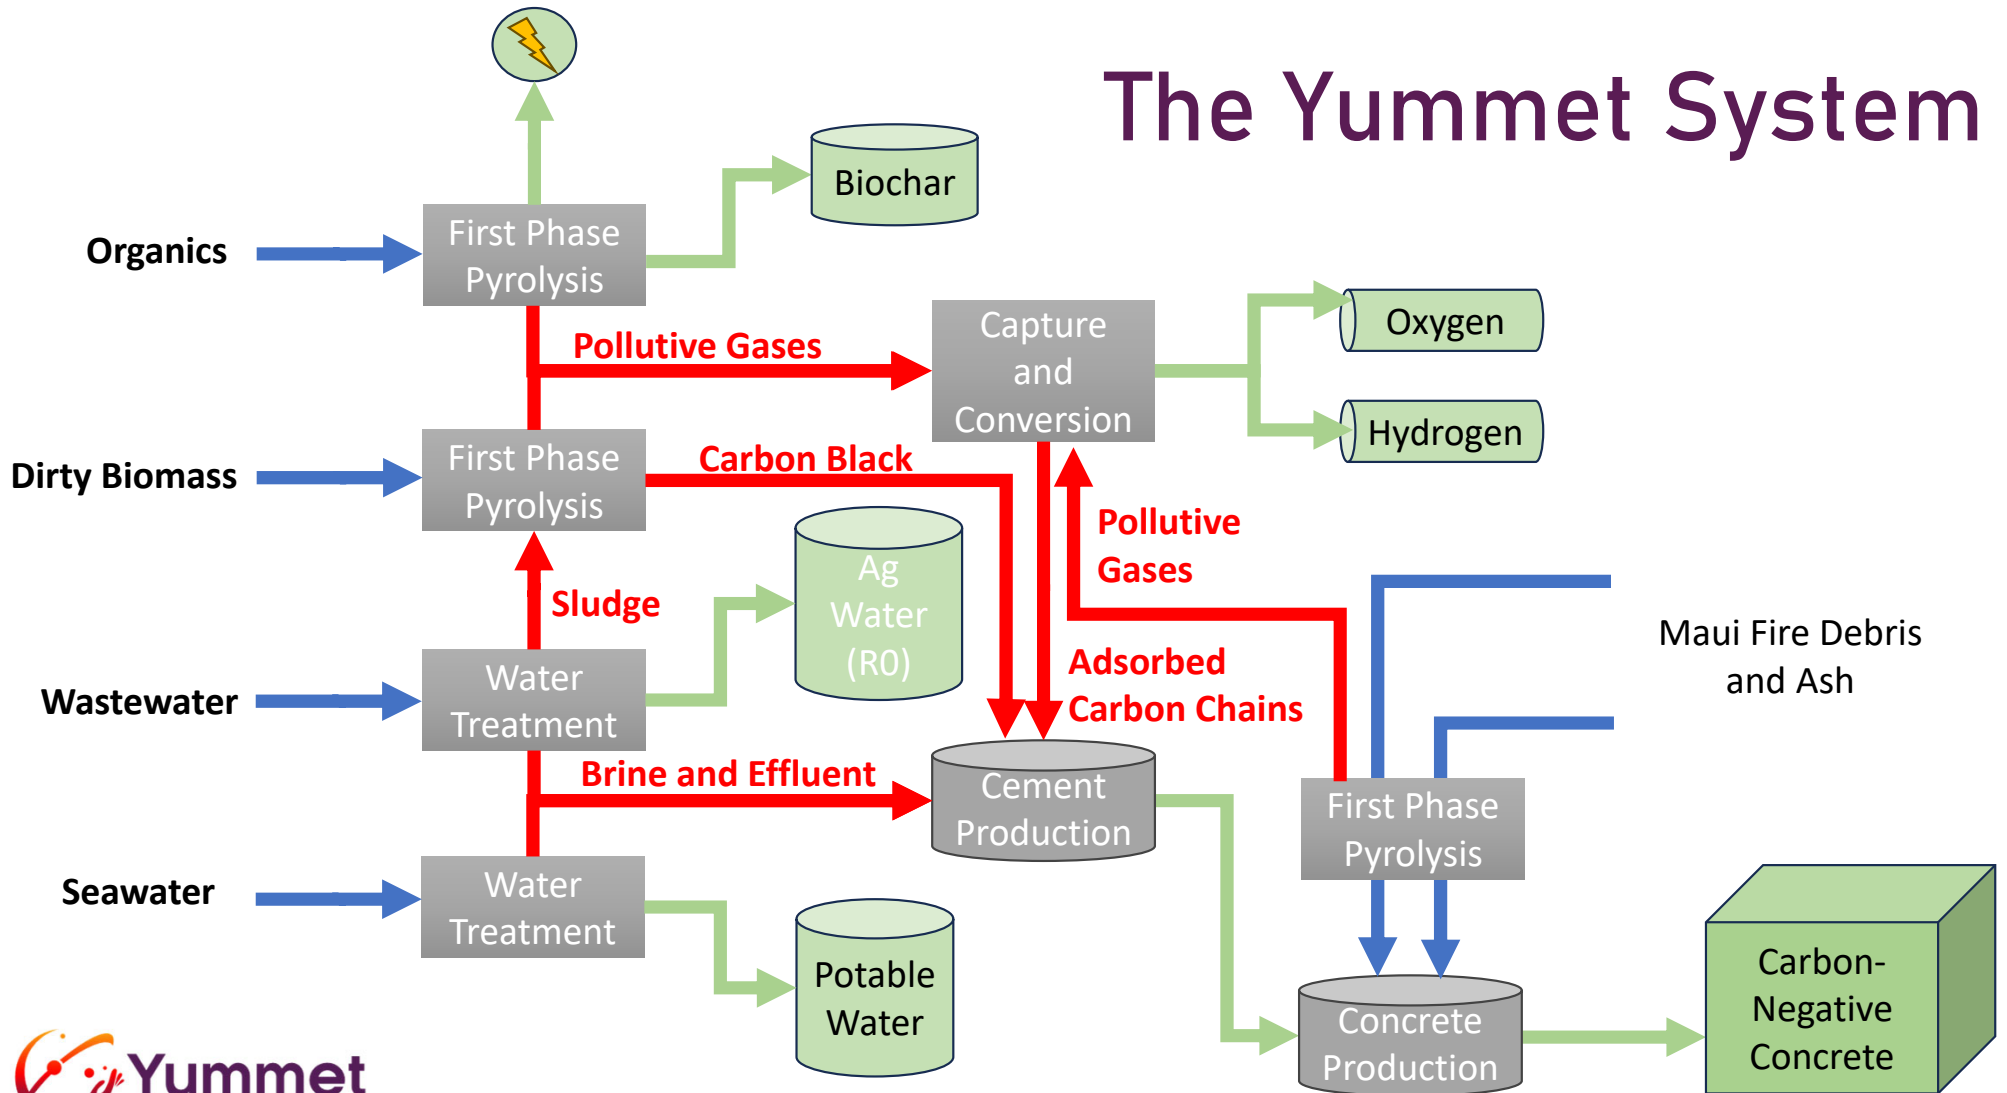 The Yummet System
Biochar
Organics
First Phase
Pyrolysis
Pollutive Gases
Capture
and
Conversion
Oxygen
Hydrogen
Dirty Biomass
First Phase
Pyrolysis
Carbon Black
Pollutive
Gases
Ag
Water
(R0)
Sludge
Maui Fire Debris
and Ash
Wastewater
Water
Treatment
Adsorbed
Carbon Chains
Brine and Effluent
Cement
Production
First Phase
Pyrolysis
Seawater
Water
Treatment
Potable
Water
Concrete
Production
Carbon-
Negative
Concrete
Yummet